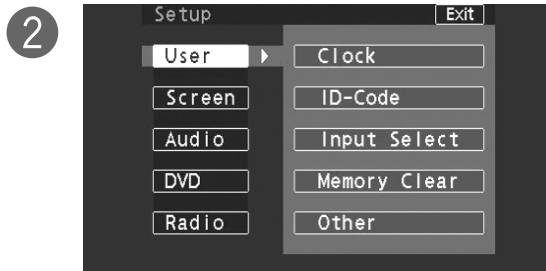 2
Setup Exit
User Clock
Screen ID-Code
Audio Input Select
DVD Memory Clear
Radio Other